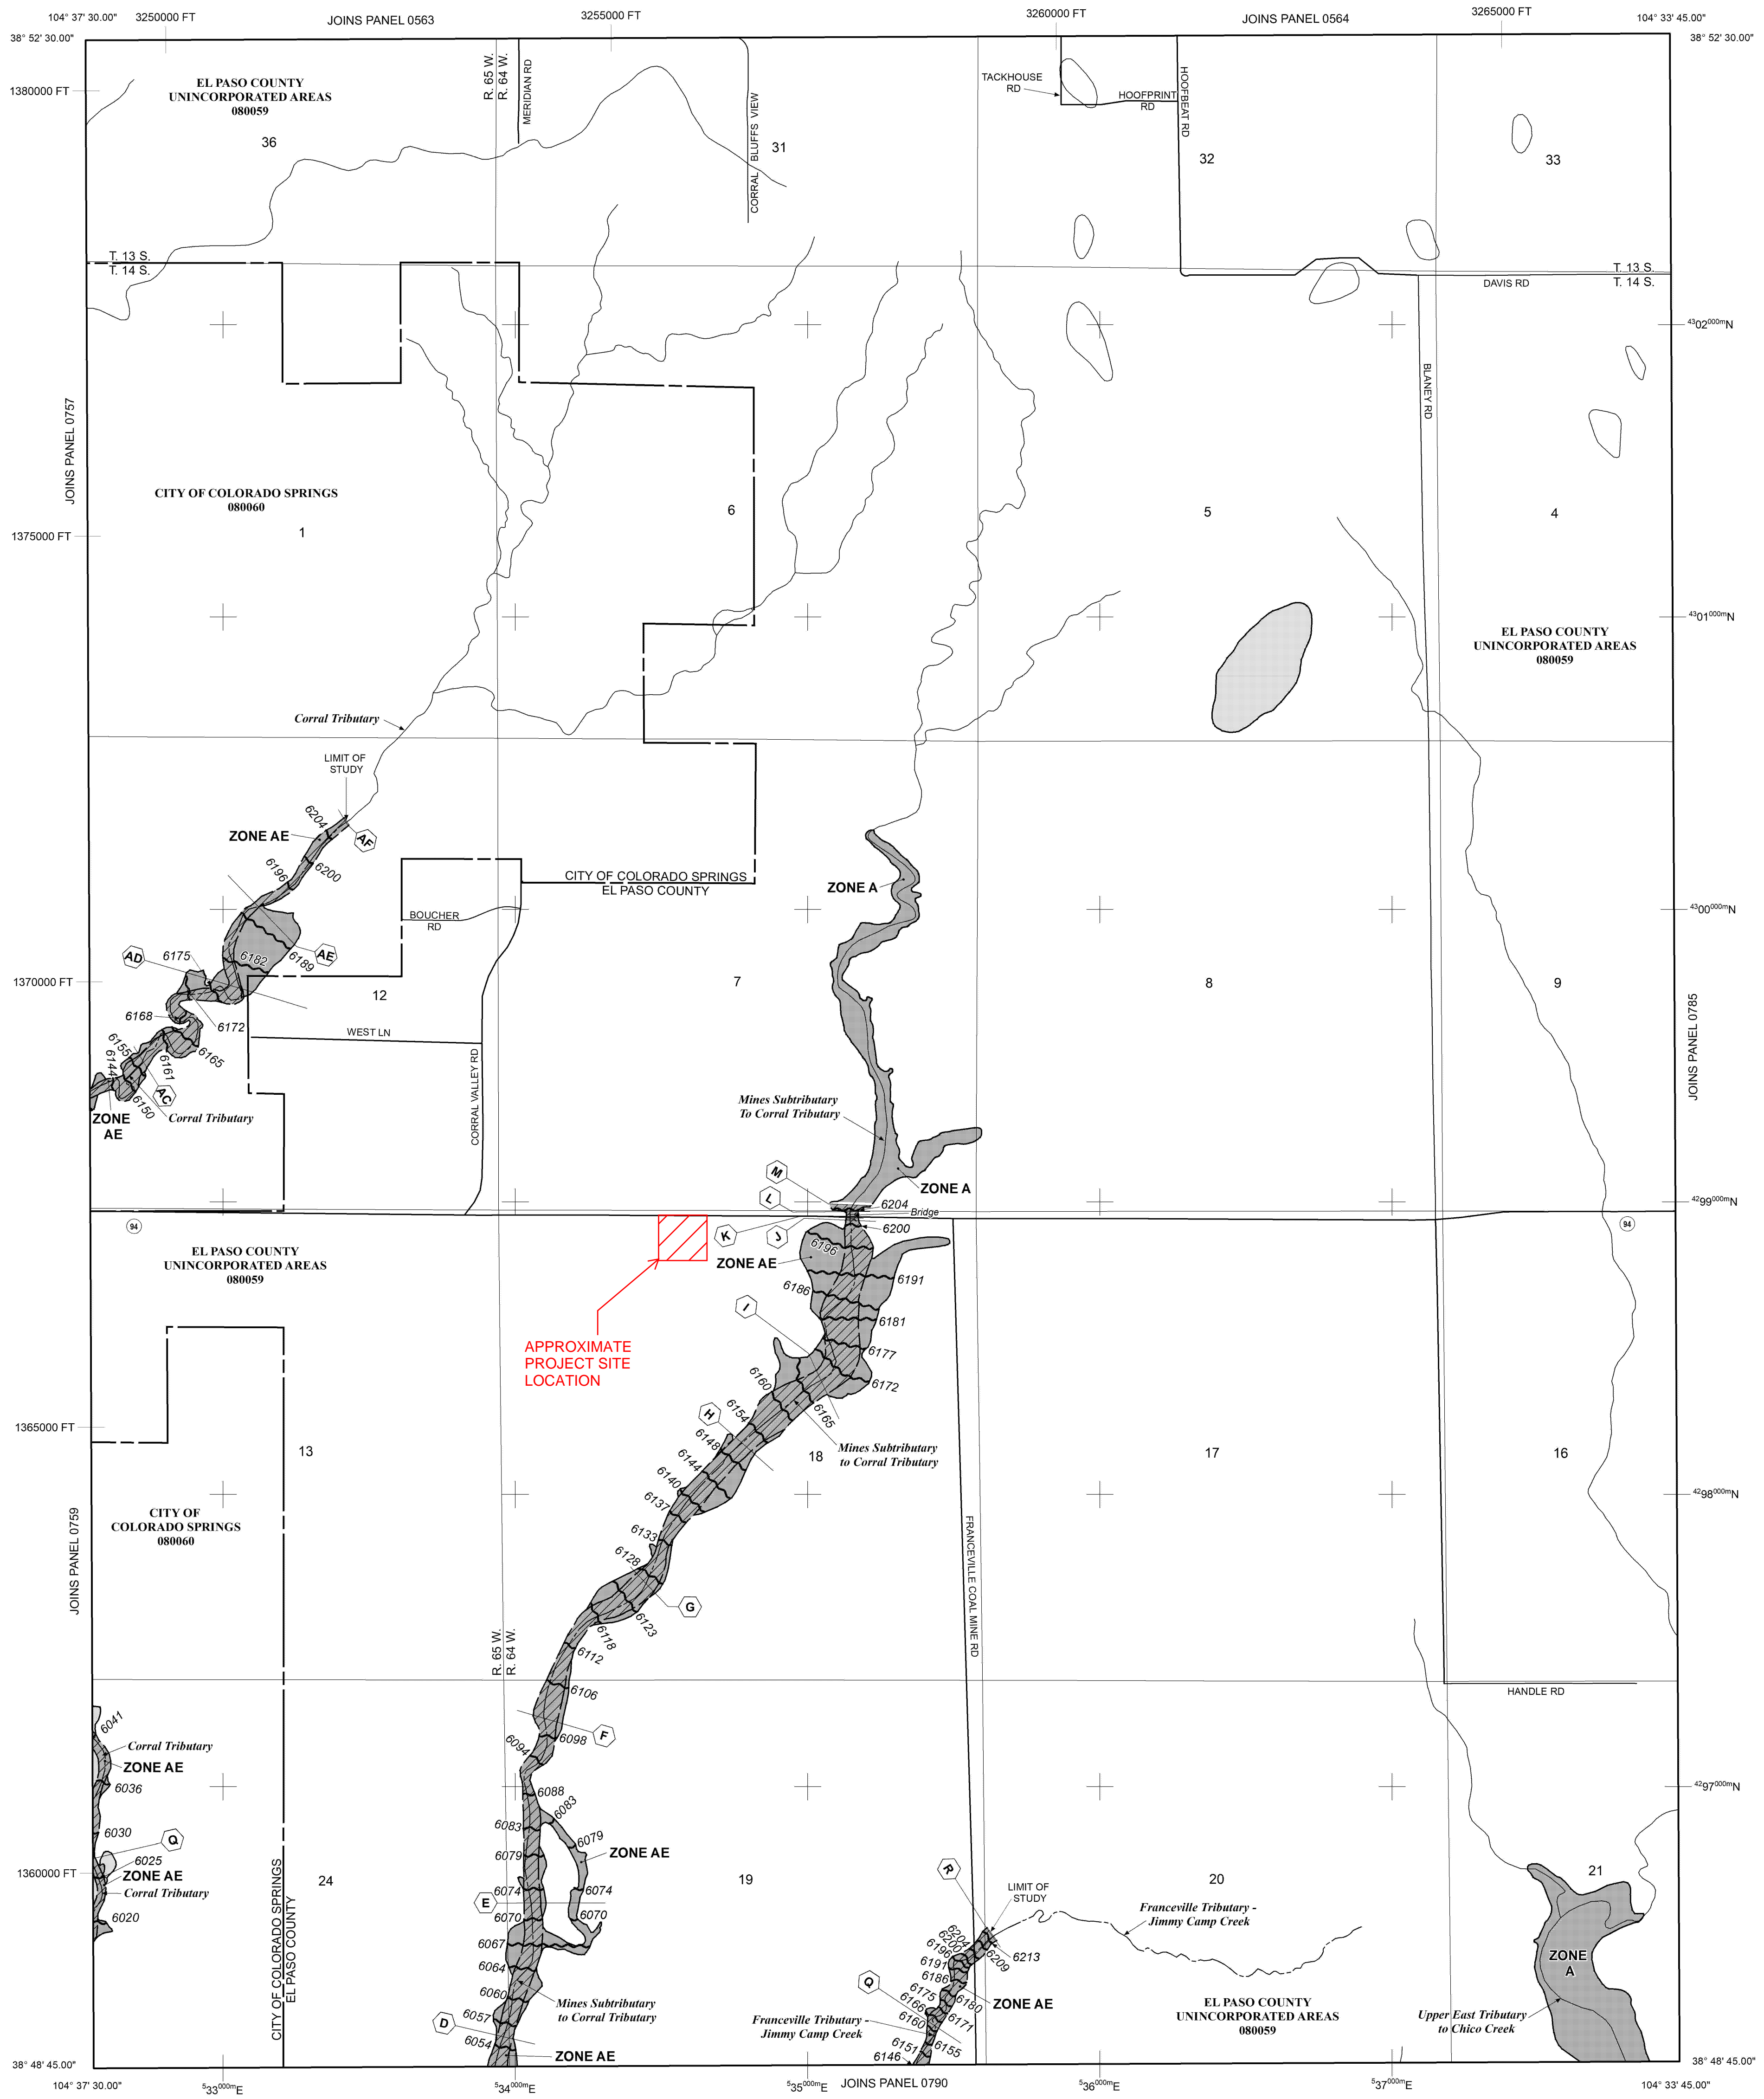 104° 37' 30.00"
3250000 FT
JOINS PANEL 0563
3255000 FT
3260000 FT
JOINS PANEL 0564
3265000 FT
104° 33' 45.00"
38° 52' 30.00"
38° 52' 30.00"
1380000 FT
EL PASO COUNTY
UNINCORPORATED AREAS
080059
36
R. 65 W.
R. 64 W.
MERIDIAN RD
CORRAL BLUFFS VIEW
31
TACKHOUSE
RD
HOOFPRINT
RD
HOOFBEAT RD
32
33
T. 13 S.
T. 14 S.
T. 13 S.
T. 14 S.
DAVIS RD
4302000mN
BLANEY RD
JOINS PANEL 0757
CITY OF COLORADO SPRINGS
080060
1
6
5
4
1375000 FT
4301000mN
EL PASO COUNTY
UNINCORPORATED AREAS
080059
Corral Tributary
LIMIT OF
STUDY
6204
ZONE AE
AF
6196
6200
CITY OF COLORADO SPRINGS
EL PASO COUNTY
ZONE A
BOUCHER
RD
4300000mN
AD
6175
6182
6189
AE
1370000 FT
12
7
8
9
6168
6172
WEST LN
6155
6144
6161
6165
AC
6150
Corral Tributary
ZONE
AE
CORRAL VALLEY RD
JOINS PANEL 0785
Mines Subtributary
To Corral Tributary
M
L
ZONE A
6204
Bridge
4299000mN
94
94
K
J
6200
EL PASO COUNTY
UNINCORPORATED AREAS
080059
6196
ZONE AE
6191
6186
I
6181
APPROXIMATE
PROJECT SITE
LOCATION
6177
6172
6160
6165
1365000 FT
H
6154
6148
13
18
17
16
Mines Subtributary
to Corral Tributary
6144
6140
6137
4298000mN
JOINS PANEL 0759
CITY OF
COLORADO SPRINGS
080060
6133
6128
FRANCEVILLE COAL MINE RD
G
6123
6118
R. 65 W.
R. 64 W.
6112
6106
HANDLE RD
F
6098
6094
6041
Corral Tributary
ZONE AE
6036
4297000mN
6088
6083
6083
6030
Q
6079
6079
ZONE AE
6025
ZONE AE
Corral Tributary
1360000 FT
24
CITY OF COLORADO SPRINGS
EL PASO COUNTY
19
20
21
R
LIMIT OF
STUDY
6074
6074
E
6070
6070
6020
Franceville Tributary -
Jimmy Camp Creek
6067
6204
6200
6196
6191
6213
6209
6064
6186
ZONE
A
Q
6175
6180
6060
Mines Subtributary
to Corral Tributary
6166
ZONE AE
EL PASO COUNTY
UNINCORPORATED AREAS
080059
6057
D
Franceville Tributary -
Jimmy Camp Creek
6160
6171
Upper East Tributary
to Chico Creek
6054
6151
6155
6146
ZONE AE
38° 48' 45.00"
38° 48' 45.00"
104° 37' 30.00"
533000mE
534000mE
535000mE
JOINS PANEL 0790
536000mE
537000mE
104° 33' 45.00"